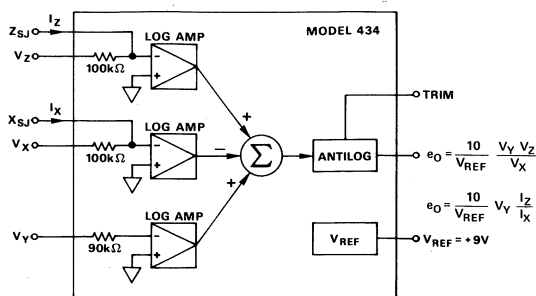 MODEL 434
Z_SJ I_Z
LOG AMP
V_Z
100kΩ
−
+
X_SJ I_X
LOG AMP
V_X
100kΩ
−
+
LOG AMP
V_Y
90kΩ
−
+
+
−
+
Σ
ANTILOG
TRIM
e_O = 10/V_REF V_Y V_Z/V_X
e_O = 10/V_REF V_Y I_Z/I_X
V_REF
V_REF = +9V